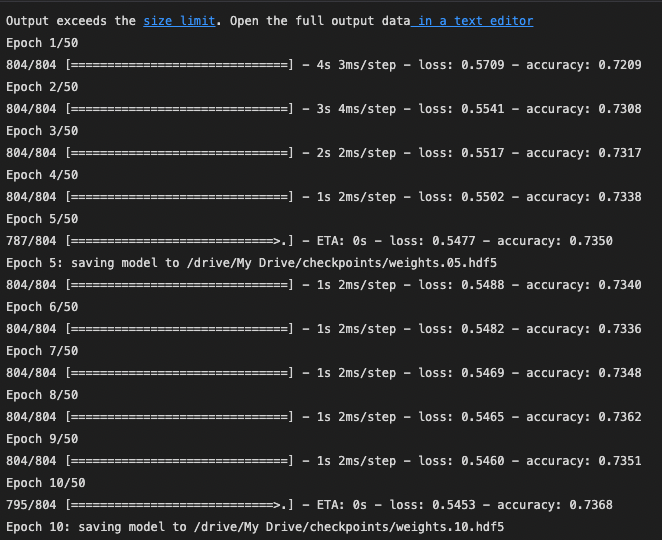 Output exceeds the size limit. Open the full output data in a text editor
Epoch 1/50
804/804 [==============================] - 4s 3ms/step - loss: 0.5709 - accuracy: 0.7209
Epoch 2/50
804/804 [==============================] - 3s 4ms/step - loss: 0.5541 - accuracy: 0.7308
Epoch 3/50
804/804 [==============================] - 2s 2ms/step - loss: 0.5517 - accuracy: 0.7317
Epoch 4/50
804/804 [==============================] - 1s 2ms/step - loss: 0.5502 - accuracy: 0.7338
Epoch 5/50
787/804 [============================>.] - ETA: 0s - loss: 0.5477 - accuracy: 0.7350
Epoch 5: saving model to /drive/My Drive/checkpoints/weights.05.hdf5
804/804 [==============================] - 1s 2ms/step - loss: 0.5488 - accuracy: 0.7340
Epoch 6/50
804/804 [==============================] - 1s 2ms/step - loss: 0.5482 - accuracy: 0.7336
Epoch 7/50
804/804 [==============================] - 1s 2ms/step - loss: 0.5469 - accuracy: 0.7348
Epoch 8/50
804/804 [==============================] - 1s 2ms/step - loss: 0.5465 - accuracy: 0.7362
Epoch 9/50
804/804 [==============================] - 1s 2ms/step - loss: 0.5460 - accuracy: 0.7351
Epoch 10/50
795/804 [============================>.] - ETA: 0s - loss: 0.5453 - accuracy: 0.7368
Epoch 10: saving model to /drive/My Drive/checkpoints/weights.10.hdf5